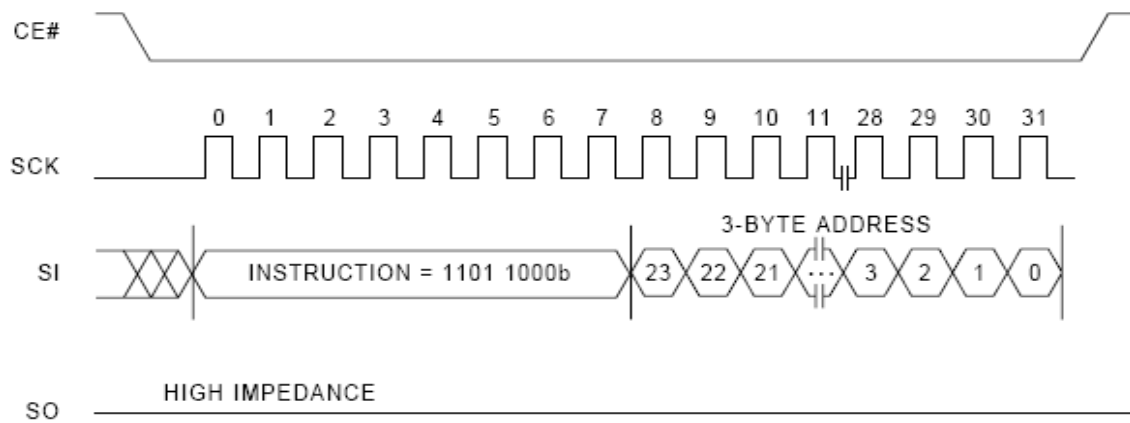 CE#
0 1 2 3 4 5 6 7 8 9 10 11 28 29 30 31
SCK
3-BYTE ADDRESS
SI INSTRUCTION = 1101 1000b 23 22 21 ... 3 2 1 0
HIGH IMPEDANCE
SO